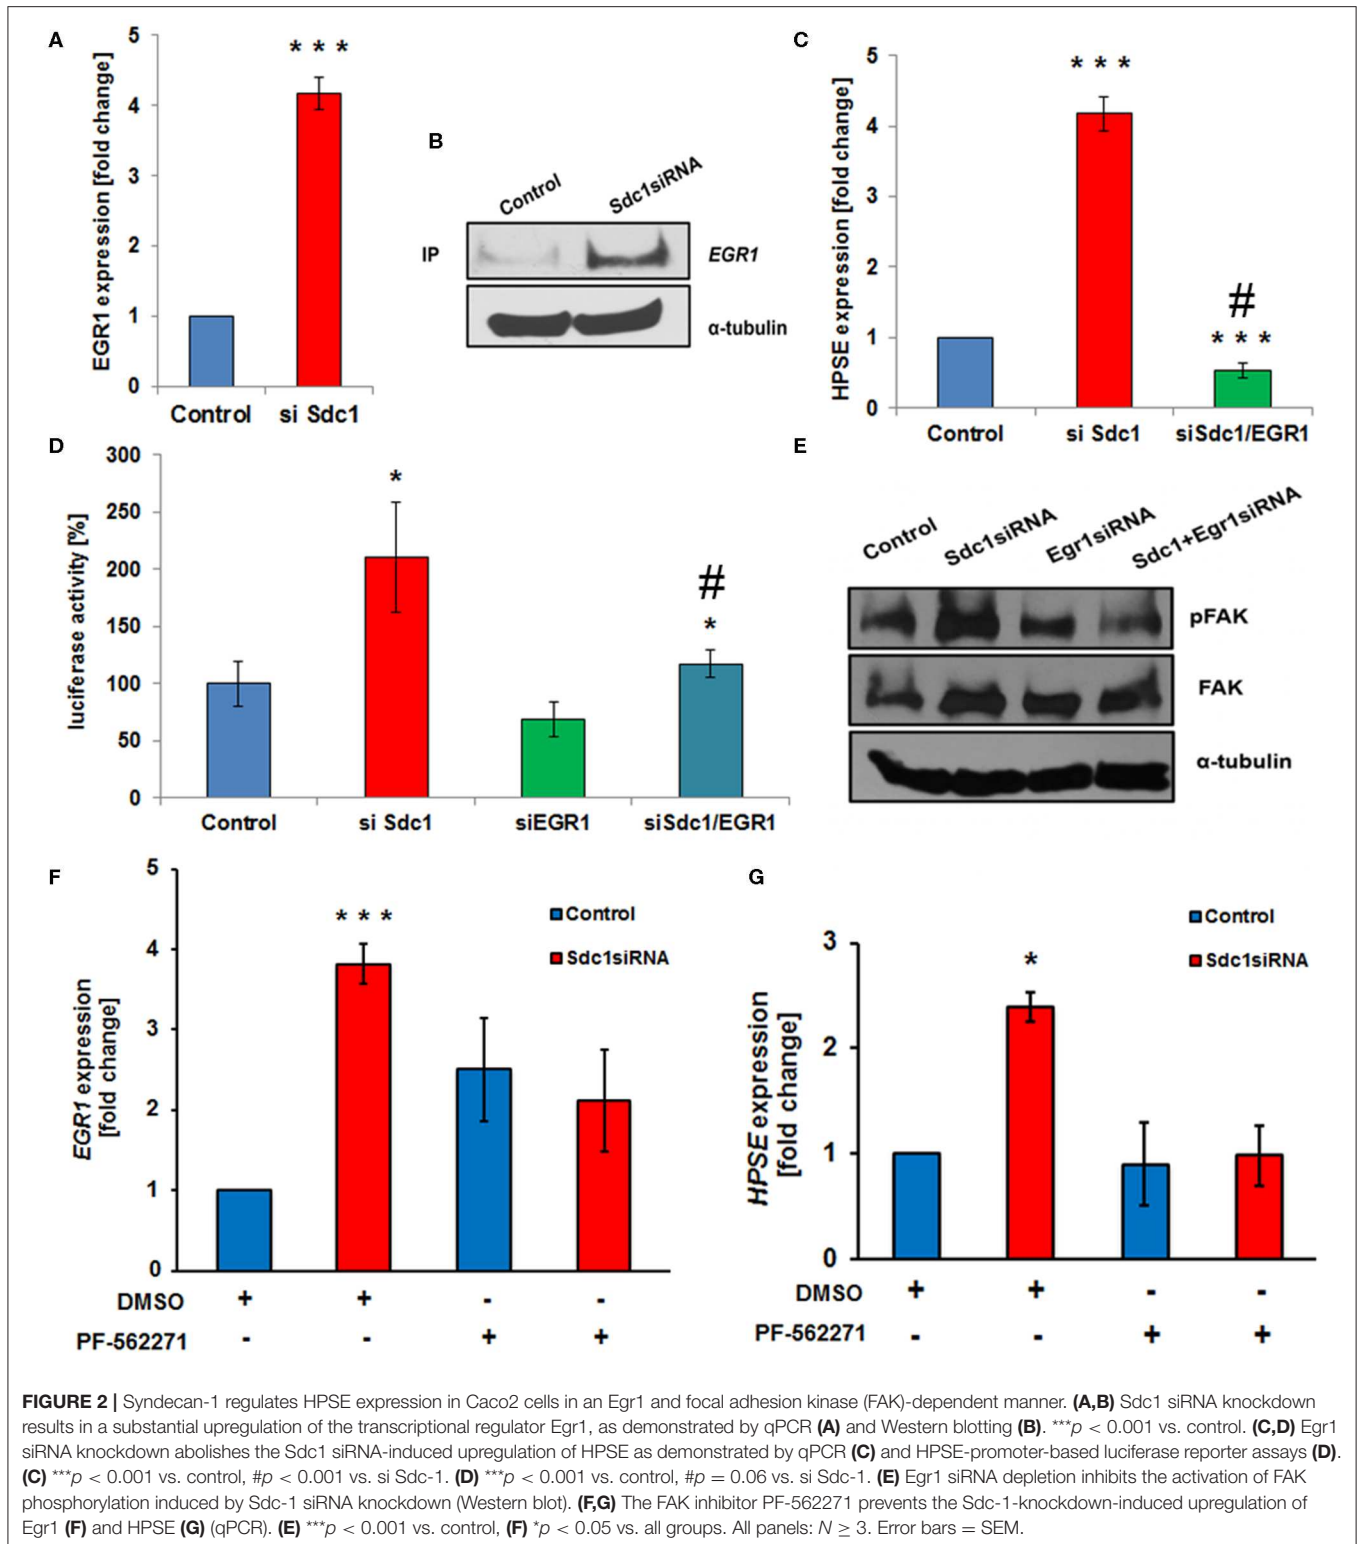 A
EGR1 expression [fold change]
5
4
3
2
1
0
* * *
Control
si Sdc1
B
Control
Sdc1siRNA
IP
EGR1
α-tubulin
C
HPSE expression [fold change]
5
4
3
2
1
0
* * *
#
* * *
Control
si Sdc1
siSdc1/EGR1
D
luciferase activity [%]
300
250
200
150
100
50
0
*
#
*
Control
si Sdc1
siEGR1
siSdc1/EGR1
E
Control
Sdc1siRNA
Egr1siRNA
Sdc1+Egr1siRNA
pFAK
FAK
α-tubulin
F
EGR1 expression
[fold change]
5
4
3
2
1
0
* * *
Control
Sdc1siRNA
DMSO + + - -
PF-562271 - - + +
G
HPSE expression
[fold change]
3
2
1
0
*
Control
Sdc1siRNA
DMSO + + - -
PF-562271 - - + +
FIGURE 2 | Syndecan-1 regulates HPSE expression in Caco2 cells in an Egr1 and focal adhesion kinase (FAK)-dependent manner. (A,B) Sdc1 siRNA knockdown
results in a substantial upregulation of the transcriptional regulator Egr1, as demonstrated by qPCR (A) and Western blotting (B). ***p < 0.001 vs. control. (C,D) Egr1
siRNA knockdown abolishes the Sdc1 siRNA-induced upregulation of HPSE as demonstrated by qPCR (C) and HPSE-promoter-based luciferase reporter assays (D).
(C) ***p < 0.001 vs. control, #p < 0.001 vs. si Sdc-1. (D) ***p < 0.001 vs. control, #p = 0.06 vs. si Sdc-1. (E) Egr1 siRNA depletion inhibits the activation of FAK
phosphorylation induced by Sdc-1 siRNA knockdown (Western blot). (F,G) The FAK inhibitor PF-562271 prevents the Sdc-1-knockdown-induced upregulation of
Egr1 (F) and HPSE (G) (qPCR). (E) ***p < 0.001 vs. control, (F) *p < 0.05 vs. all groups. All panels: N ≥ 3. Error bars = SEM.